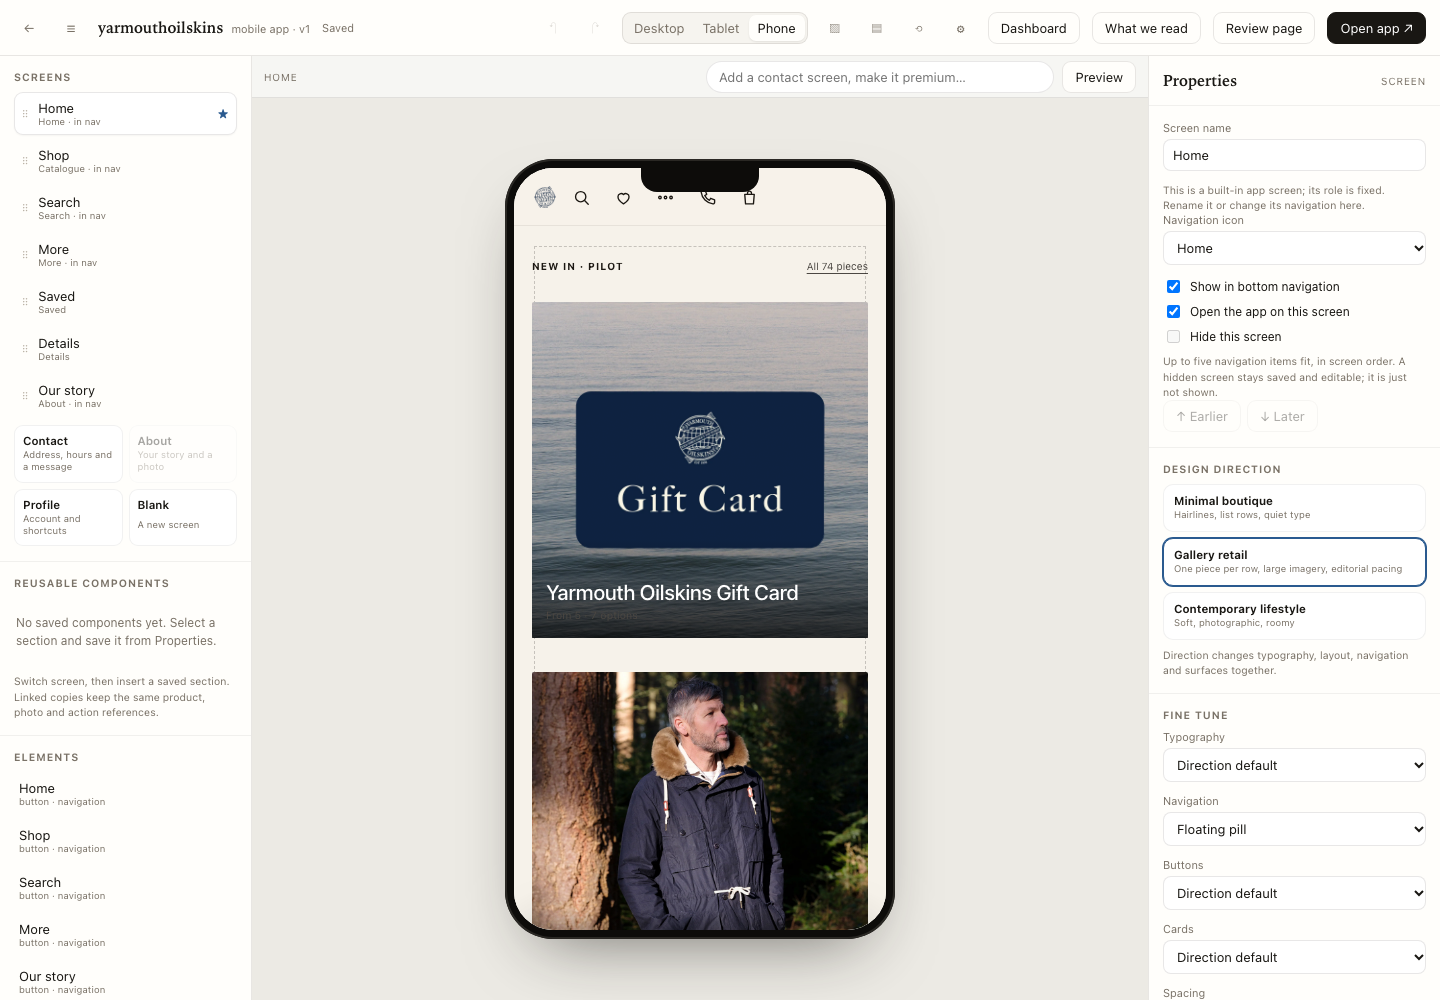 yarmouthoilskins mobile app · v1 Saved
Desktop Tablet Phone
Dashboard
What we read
Review page
Open app ↗
SCREENS
Home
Home · in nav
Shop
Catalogue · in nav
Search
Search · in nav
More
More · in nav
Saved
Saved
Details
Details
Our story
About · in nav
Contact
Address, hours and
a message
About
Your story and a
photo
Profile
Account and
shortcuts
Blank
A new screen
REUSABLE COMPONENTS
No saved components yet. Select a
section and save it from Properties.
Switch screen, then insert a saved section.
Linked copies keep the same product,
photo and action references.
ELEMENTS
Home
button · navigation
Shop
button · navigation
Search
button · navigation
More
button · navigation
Our story
button · navigation
HOME
Add a contact screen, make it premium...
Preview
NEW IN · PILOT
All 74 pieces
YARMOUTH
OILSKINS
Gift Card
Yarmouth Oilskins Gift Card
Properties
SCREEN
Screen name
Home
This is a built-in app screen; its role is fixed.
Rename it or change its navigation here.
Navigation icon
Home
Show in bottom navigation
Open the app on this screen
Hide this screen
Up to five navigation items fit, in screen order. A
hidden screen stays saved and editable; it is just
not shown.
↑ Earlier
↓ Later
DESIGN DIRECTION
Minimal boutique
Hairlines, list rows, quiet type
Gallery retail
One piece per row, large imagery, editorial pacing
Contemporary lifestyle
Soft, photographic, roomy
Direction changes typography, layout, navigation
and surfaces together.
FINE TUNE
Typography
Direction default
Navigation
Floating pill
Buttons
Direction default
Cards
Direction default
Spacing